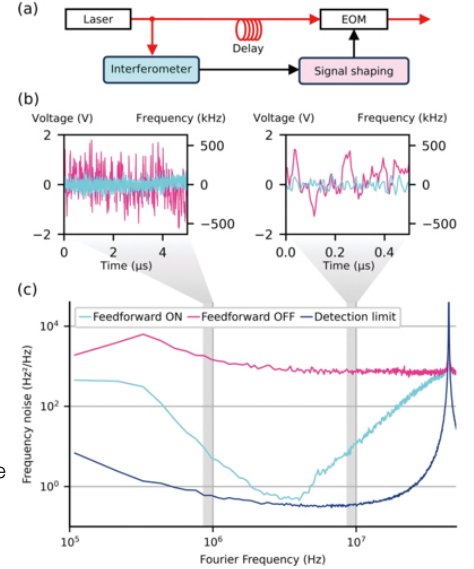 (a)
Laser
EOM
Delay
Interferometer
Signal shaping
(b)
Voltage (V) Frequency (kHz) Voltage (V) Frequency (kHz)
2 500 2 500
0 0 0 0
−2 −500 −2 −500
0 2 4 0.0 0.2 0.4
Time (μs) Time (μs)
(c)
Feedforward ON Feedforward OFF Detection limit
10⁴
10²
10⁰
Frequency noise (Hz²/Hz)
e
10⁵ 10⁶ 10⁷
Fourier Frequency (Hz)